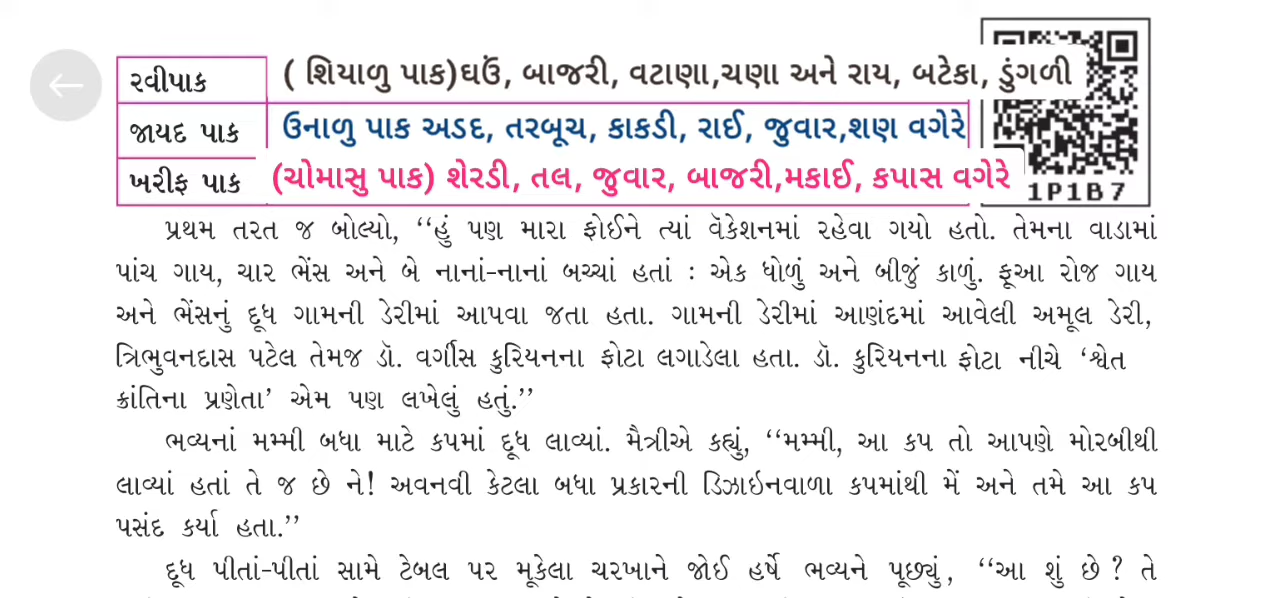 રવીપાક ( શિયાળુ પાક)ઘઉં, બાજરી, વટાણા,ચણા અને રાય, બટેકા, ડુંગળી
જાયદ પાક ઉનાળુ પાક અડદ, તરબૂચ, કાકડી, રાઈ, જુવાર,શણ વગેરે
ખરીફ પાક (ચોમાસુ પાક) શેરડી, તલ, જુવાર, બાજરી,મકાઈ, કપાસ વગેરે
1P1B7
પ્રથમ તરત જ બોલ્યો, ‘‘હું પણ મારા ફોઈને ત્યાં વૅકેશનમાં રહેવા ગયો હતો. તેમના વાડામાં
પાંચ ગાય, ચાર ભેંસ અને બે નાનાં-નાનાં બચ્ચાં હતાં : એક ધોળું અને બીજું કાળું. ફૂઆ રોજ ગાય
અને ભેંસનું દૂધ ગામની ડેરીમાં આપવા જતા હતા. ગામની ડેરીમાં આણંદમાં આવેલી અમૂલ ડેરી,
ત્રિભુવનદાસ પટેલ તેમજ ડૉ. વર્ગીસ કુરિયનના ફોટા લગાડેલા હતા. ડૉ. કુરિયનના ફોટા નીચે ‘શ્વેત
ક્રાંતિના પ્રણેતા’ એમ પણ લખેલું હતું.’’
ભવ્યનાં મમ્મી બધા માટે કપમાં દૂધ લાવ્યાં. મૈત્રીએ કહ્યું, ‘‘મમ્મી, આ કપ તો આપણે મોરબીથી
લાવ્યાં હતાં તે જ છે ને! અવનવી કેટલા બધા પ્રકારની ડિઝાઇનવાળા કપમાંથી મેં અને તમે આ કપ
પસંદ કર્યા હતા.’’
દૂધ પીતાં-પીતાં સામે ટેબલ પર મૂકેલા ચરખાને જોઈ હર્ષે ભવ્યને પૂછ્યું, ‘‘આ શું છે ? તે